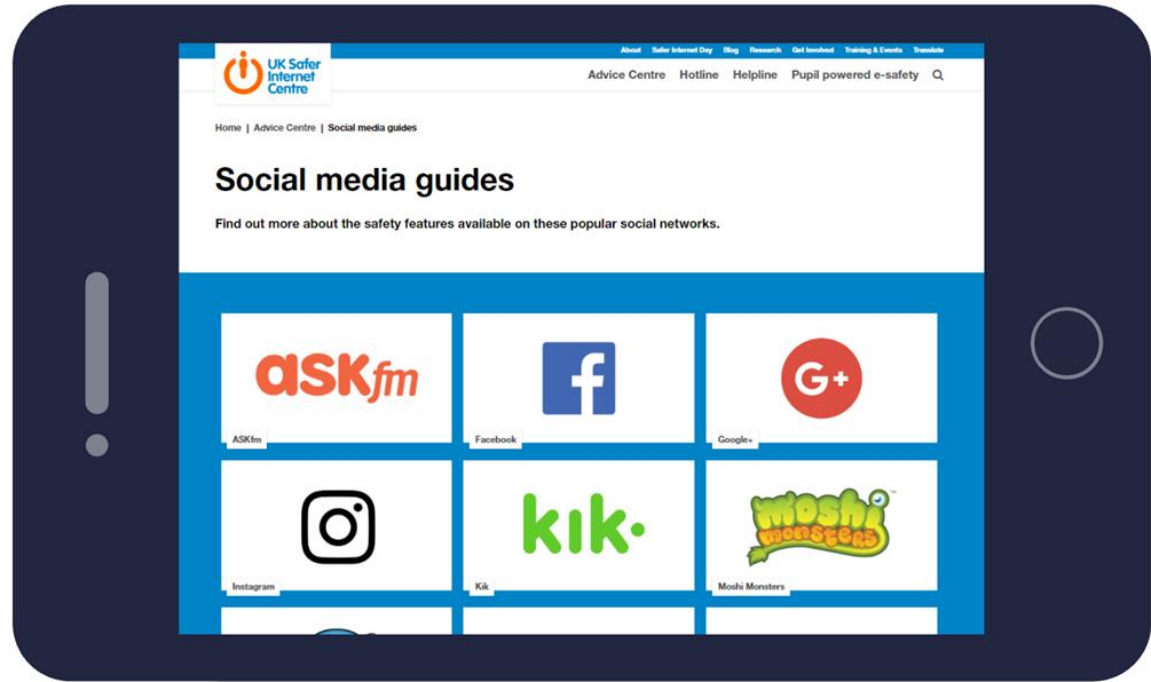 About Safer Internet Day Blog Research Get Involved Training & Events Translate
UK Safer
Internet
Centre
Advice Centre Hotline Helpline Pupil powered e-safety
Home | Advice Centre | Social media guides
Social media guides
Find out more about the safety features available on these popular social networks.
ASKfm
f
G+
ASKfm
Facebook
Google+
kik
moshi
monsters
TM
Instagram
Kik
Moshi Monsters